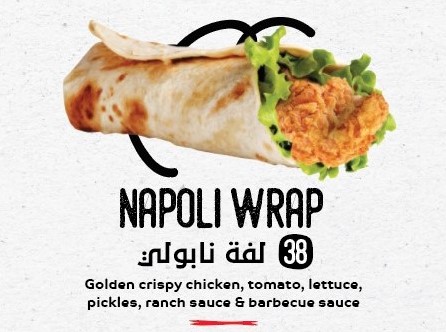 NAPOLI WRAP
لفة نابولي 38
Golden crispy chicken, tomato, lettuce,
pickles, ranch sauce & barbecue sauce